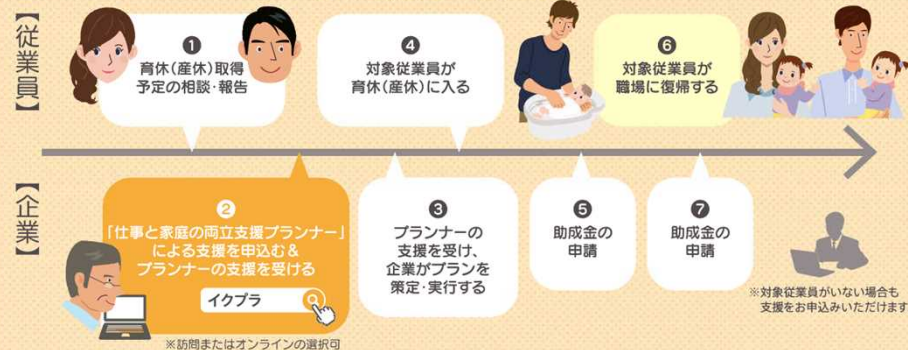 【従業員】
❶
育休(産休)取得
予定の相談・報告
❹
対象従業員が
育休(産休)に入る
❻
対象従業員が
職場に復帰する
【企業】
❷
「仕事と家庭の両立支援プランナー」
による支援を申込む&
プランナーの支援を受ける
イクプラ
※訪問またはオンラインの選択可
❸
プランナーの
支援を受け、
企業がプランを
策定・実行する
❺
助成金の
申請
❼
助成金の
申請
※対象従業員がいない場合も
支援をお申込みいただけます